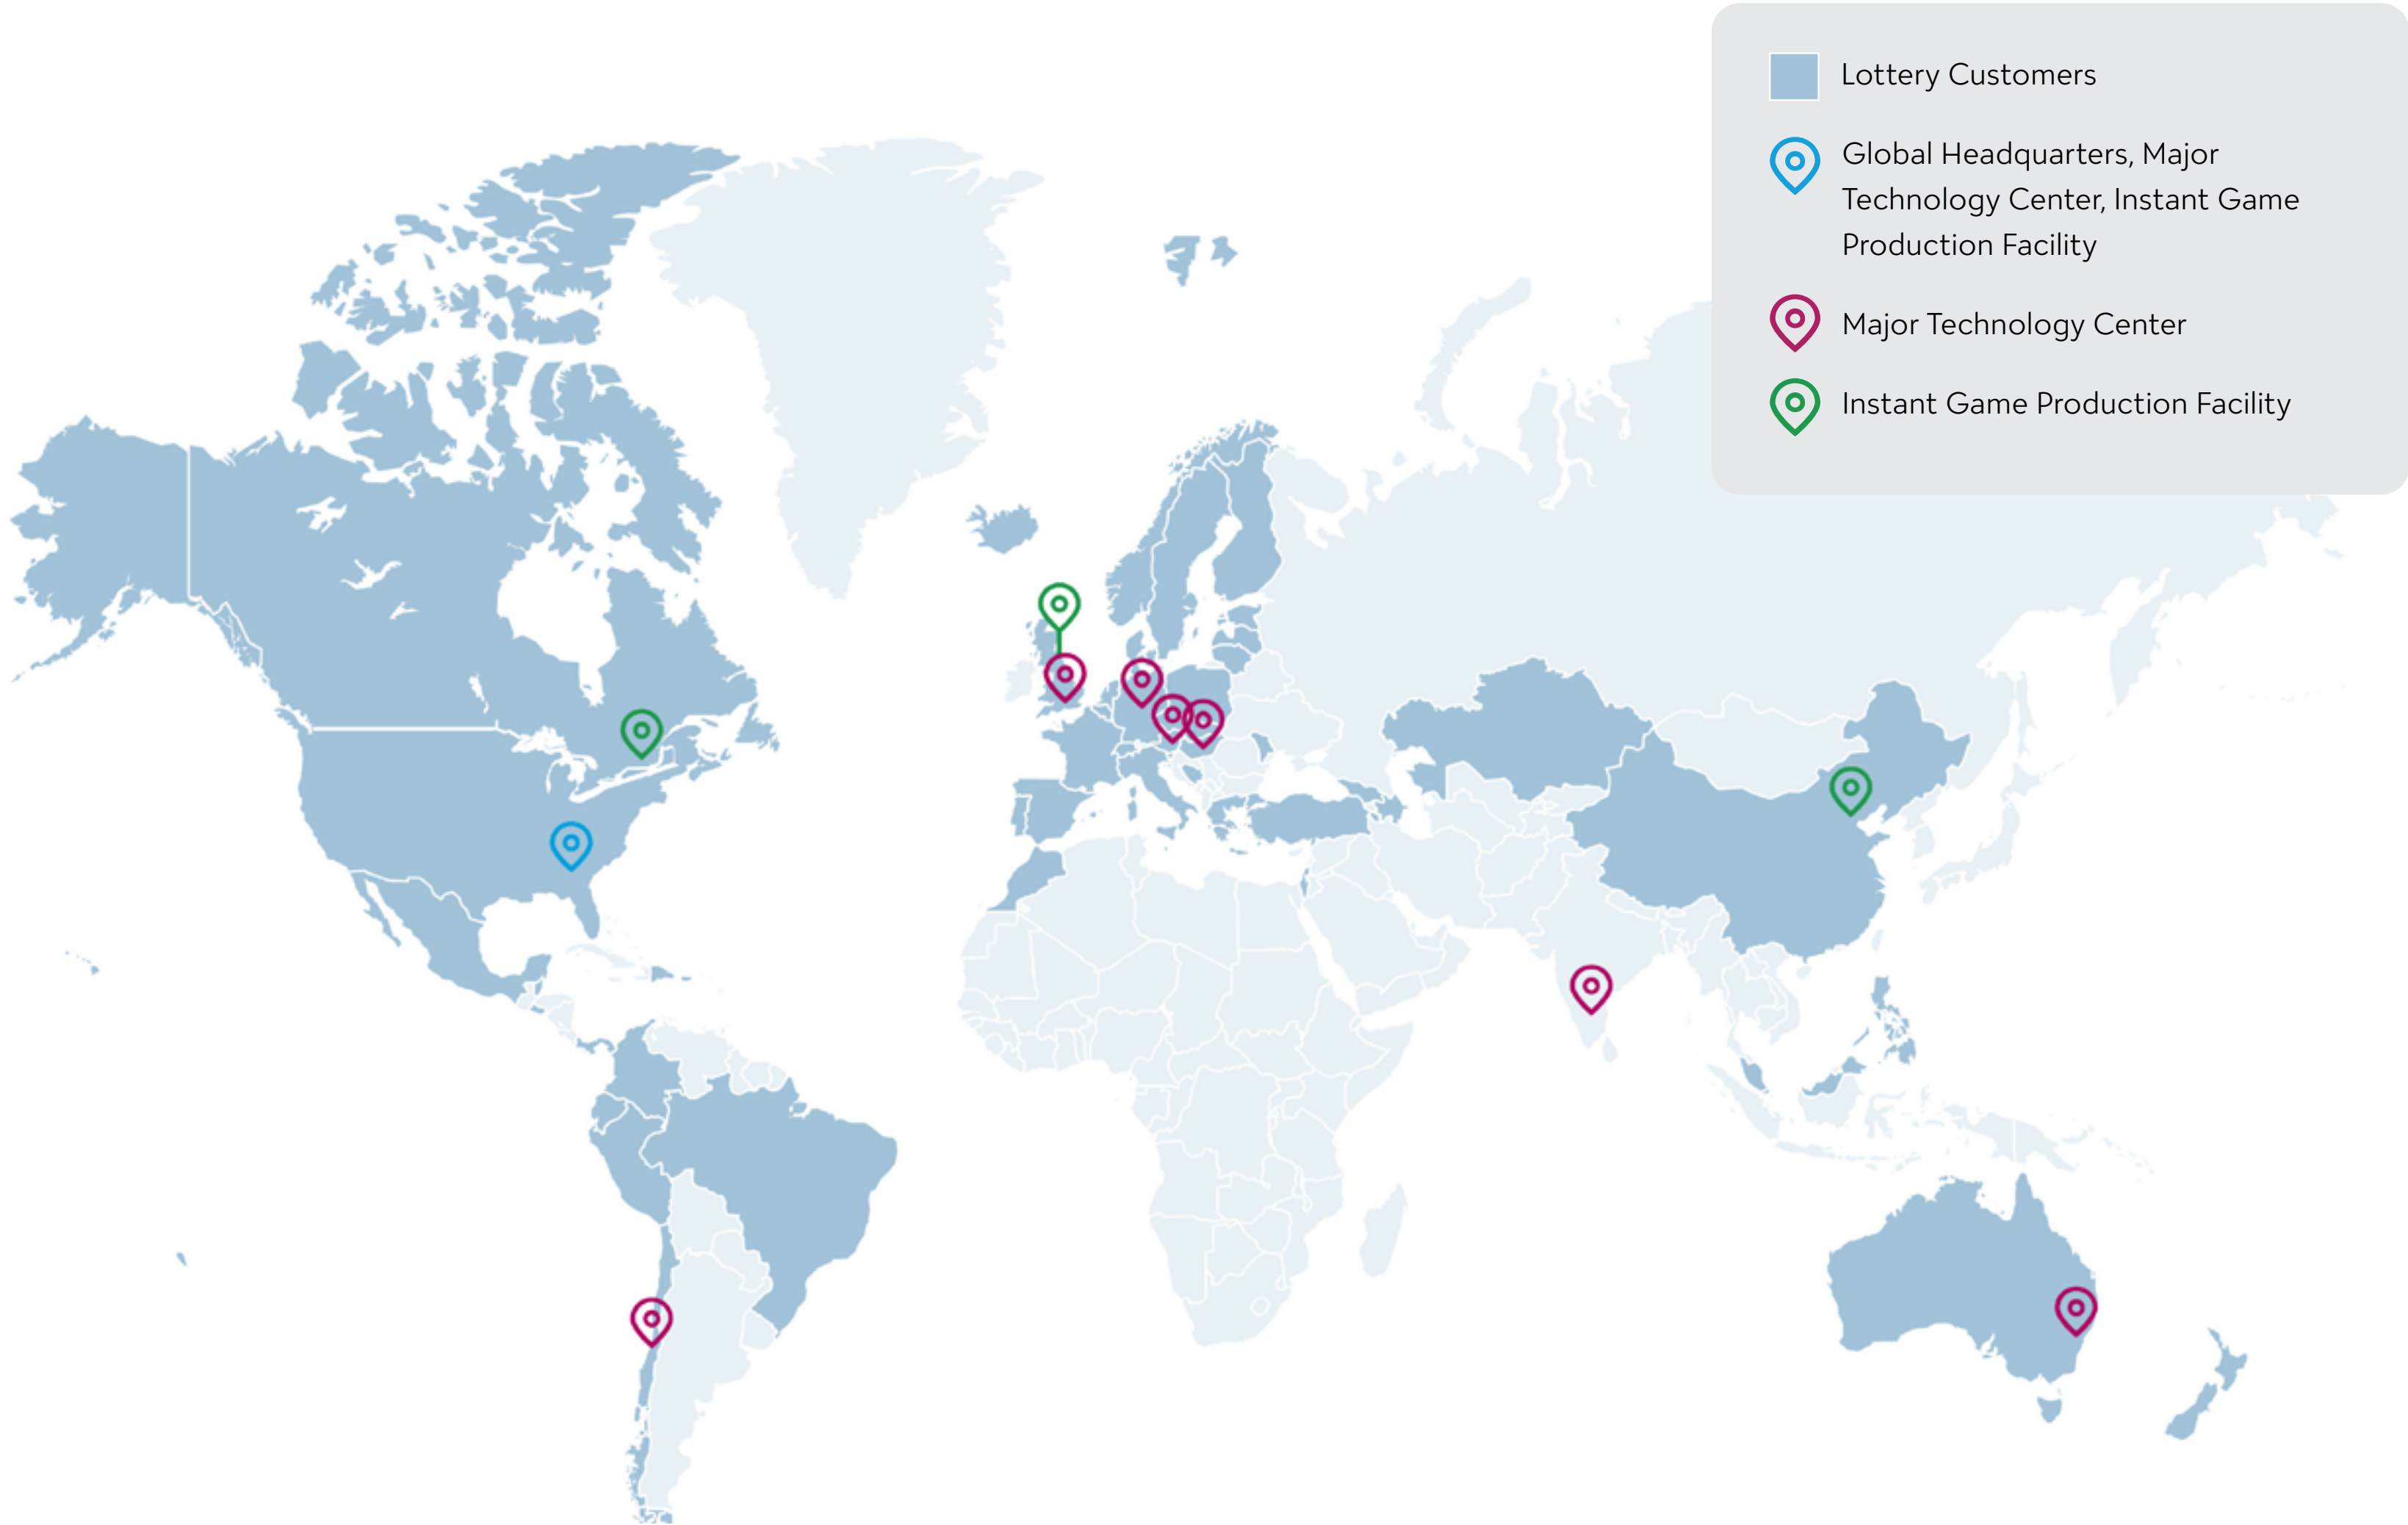 Lottery Customers
Global Headquarters, Major
Technology Center, Instant Game
Production Facility
Major Technology Center
Instant Game Production Facility